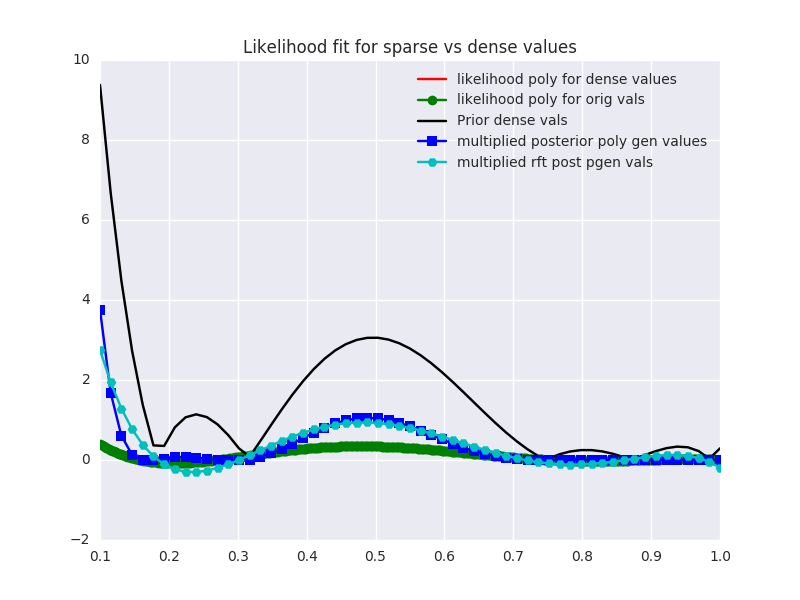 Likelihood fit for sparse vs dense values
likelihood poly for dense values
likelihood poly for orig vals
Prior dense vals
multiplied posterior poly gen values
multiplied rft post pgen vals
10
8
6
4
2
0
−2
0.1 0.2 0.3 0.4 0.5 0.6 0.7 0.8 0.9 1.0